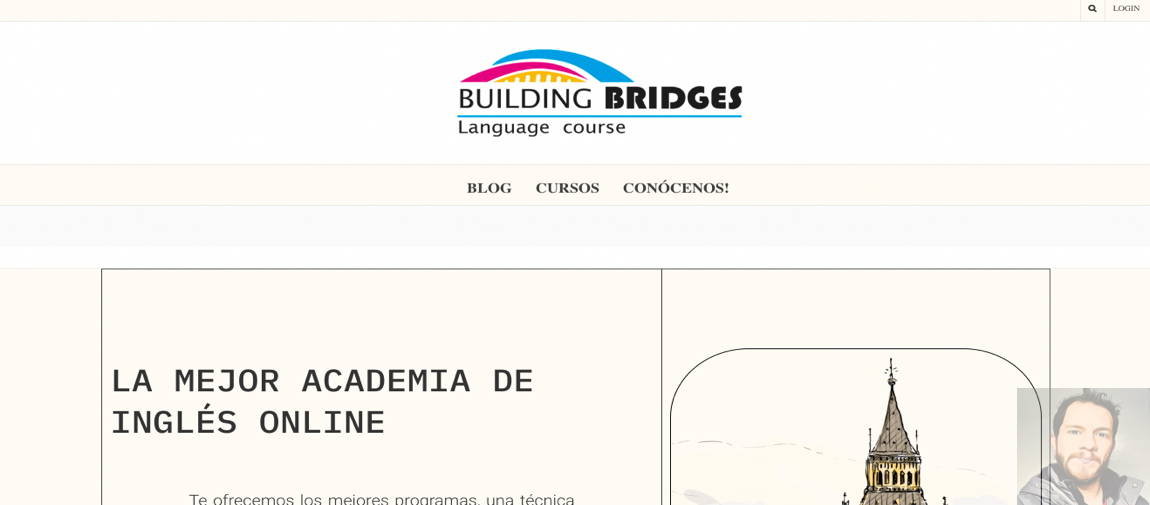 LOGIN
BUILDING BRIDGES
Language course
BLOG CURSOS CONÓCENOS!
LA MEJOR ACADEMIA DE
INGLÉS ONLINE
Te ofrecemos los mejores programas, una técnica